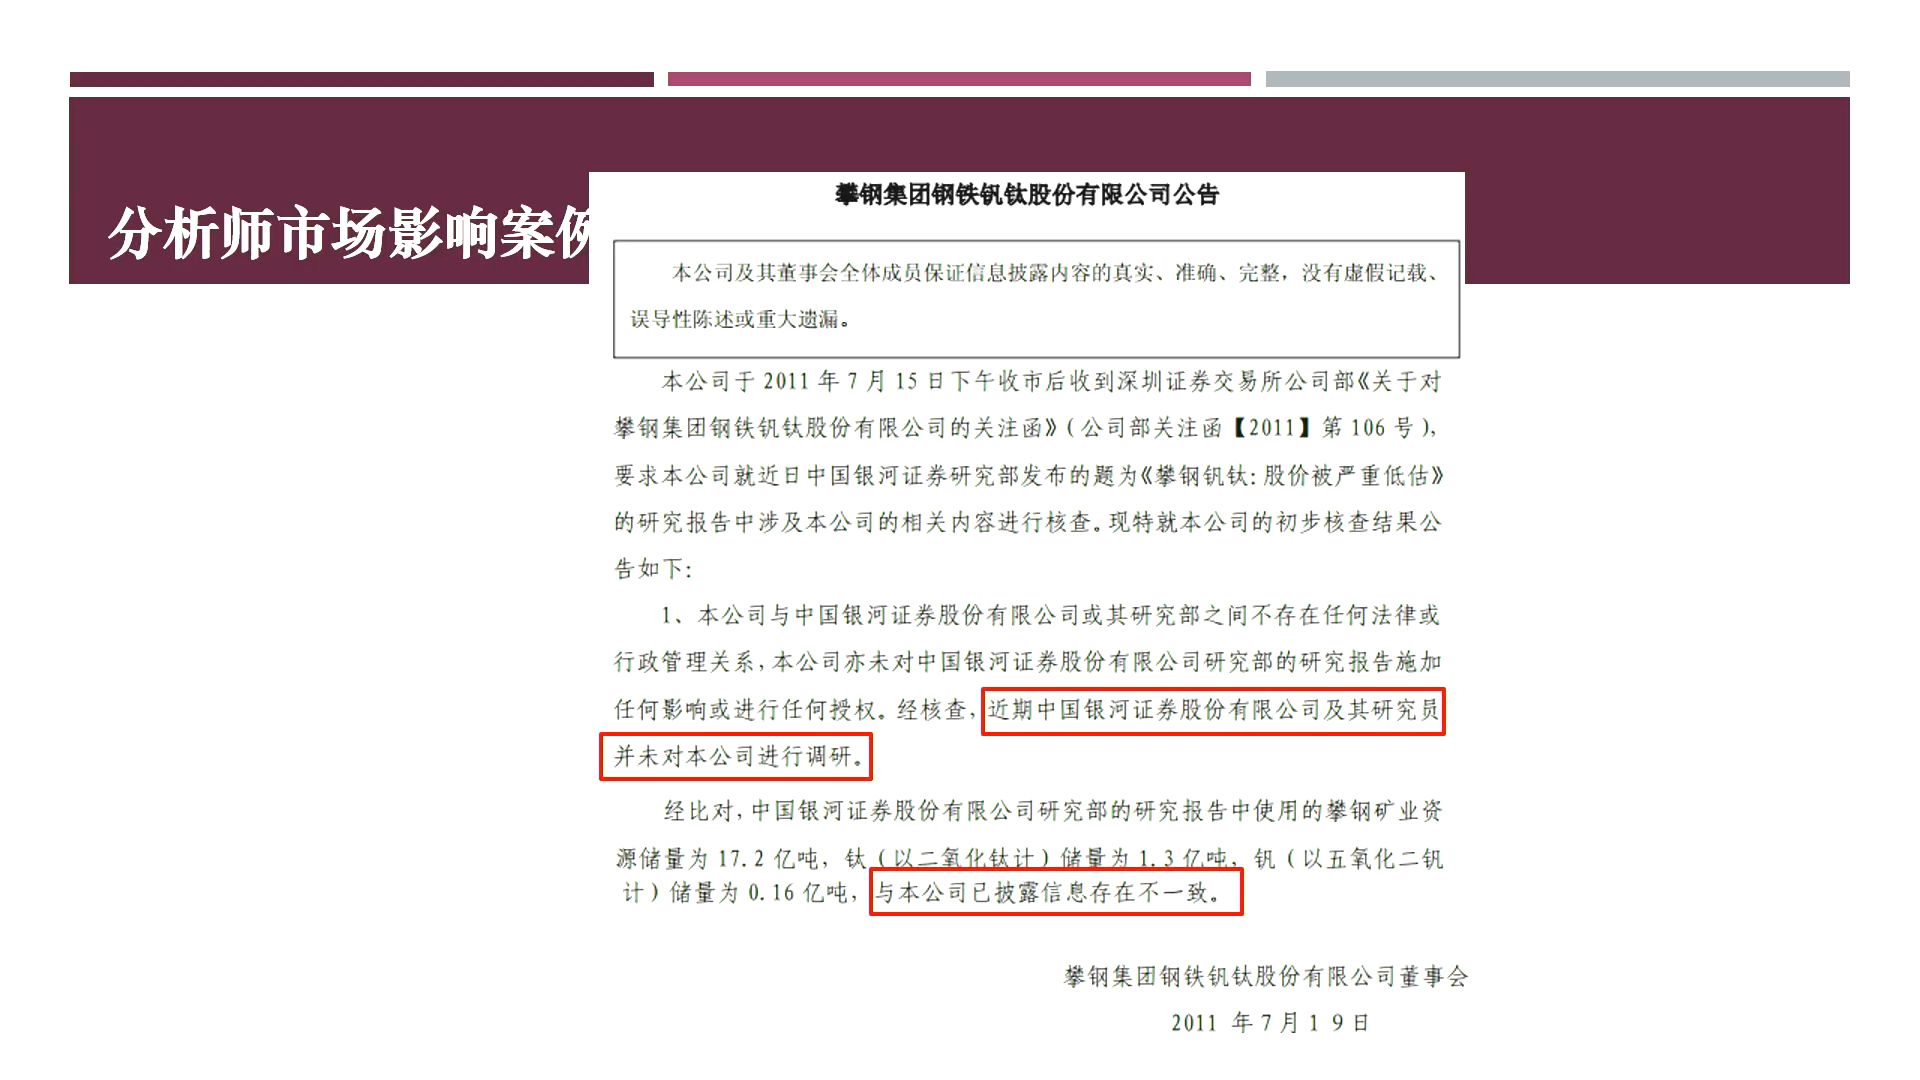 分析师市场影响案例
攀钢集团钢铁钒钛股份有限公司公告
本公司及其董事会全体成员保证信息披露内容的真实、准确、完整，没有虚假记载、
误导性陈述或重大遗漏。
本公司于 2011 年 7 月 15 日下午收市后收到深圳证券交易所公司部《关于对
攀钢集团钢铁钒钛股份有限公司的关注函》（公司部关注函【2011】第 106 号），
要求本公司就近日中国银河证券研究部发布的题为《攀钢钒钛：股价被严重低估》
的研究报告中涉及本公司的相关内容进行核查。现特就本公司的初步核查结果公
告如下：
1、本公司与中国银河证券股份有限公司或其研究部之间不存在任何法律或
行政管理关系，本公司亦未对中国银河证券股份有限公司研究部的研究报告施加
任何影响或进行任何授权。经核查，近期中国银河证券股份有限公司及其研究员
并未对本公司进行调研。
经比对，中国银河证券股份有限公司研究部的研究报告中使用的攀钢矿业资
源储量为 17.2 亿吨，钛（以二氧化钛计）储量为 1.3 亿吨，钒（以五氧化二钒
计）储量为 0.16 亿吨，与本公司已披露信息存在不一致。
攀钢集团钢铁钒钛股份有限公司董事会
2011 年 7 月 1 9 日